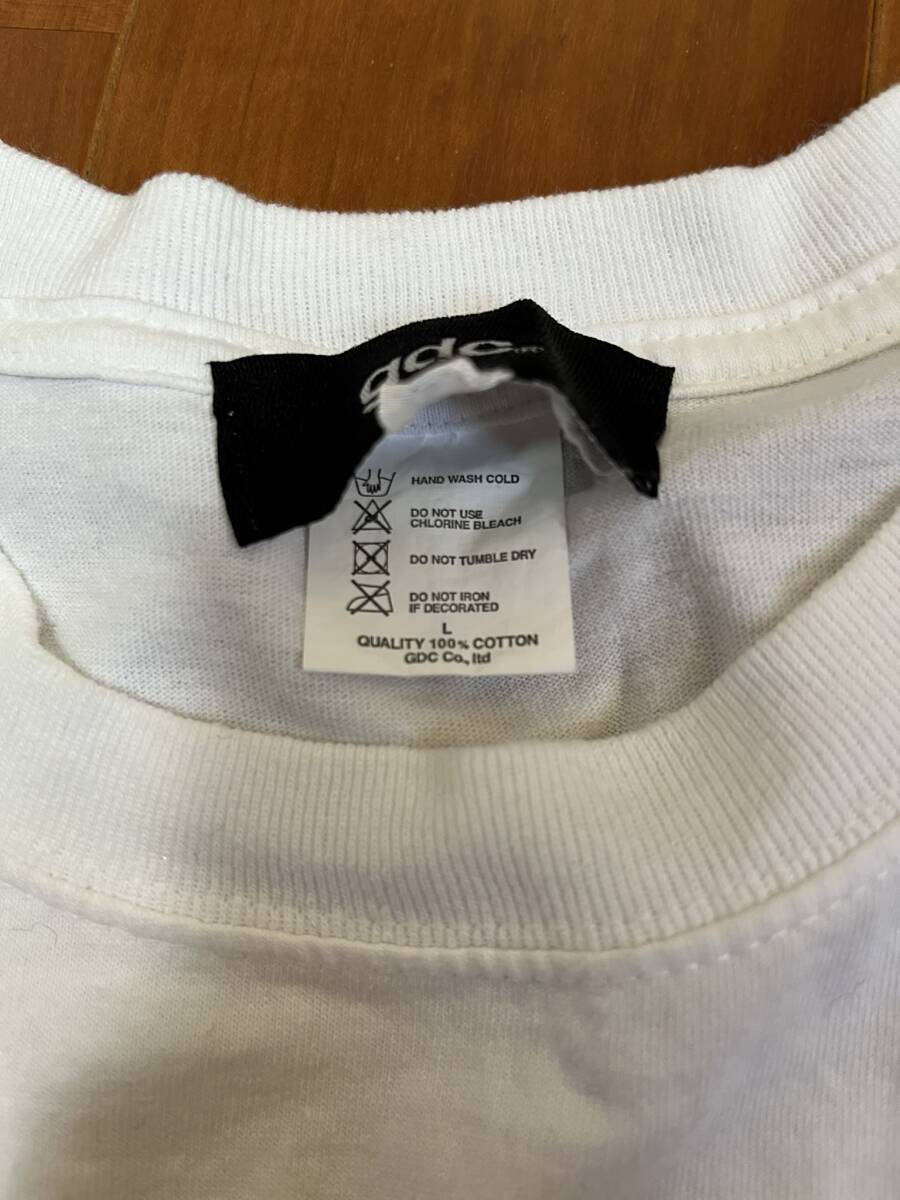 gdc
HAND WASH COLD
DO NOT USE
CHLORINE BLEACH
DO NOT TUMBLE DRY
DO NOT IRON
IF DECORATED
L
QUALITY 100% COTTON
GDC Co., ltd